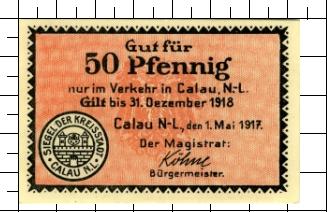 Gut für
50 Pfennig
nur im Verkehr in Calau, N.-L.
Gilt bis 31. Dezember 1918
Calau N-L., den 1. Mai 1917.
Der Magistrat:
Köhne
Bürgermeister.
SIEGEL DER KREISSTADT
CALAU N.L.